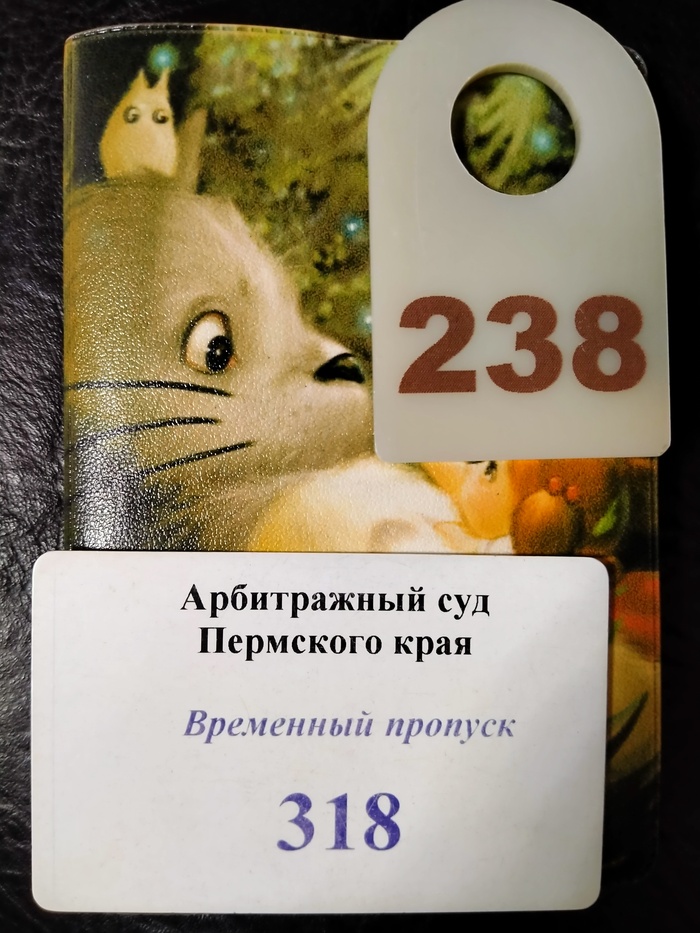 238
Арбитражный суд
Пермского края
Временный пропуск
318